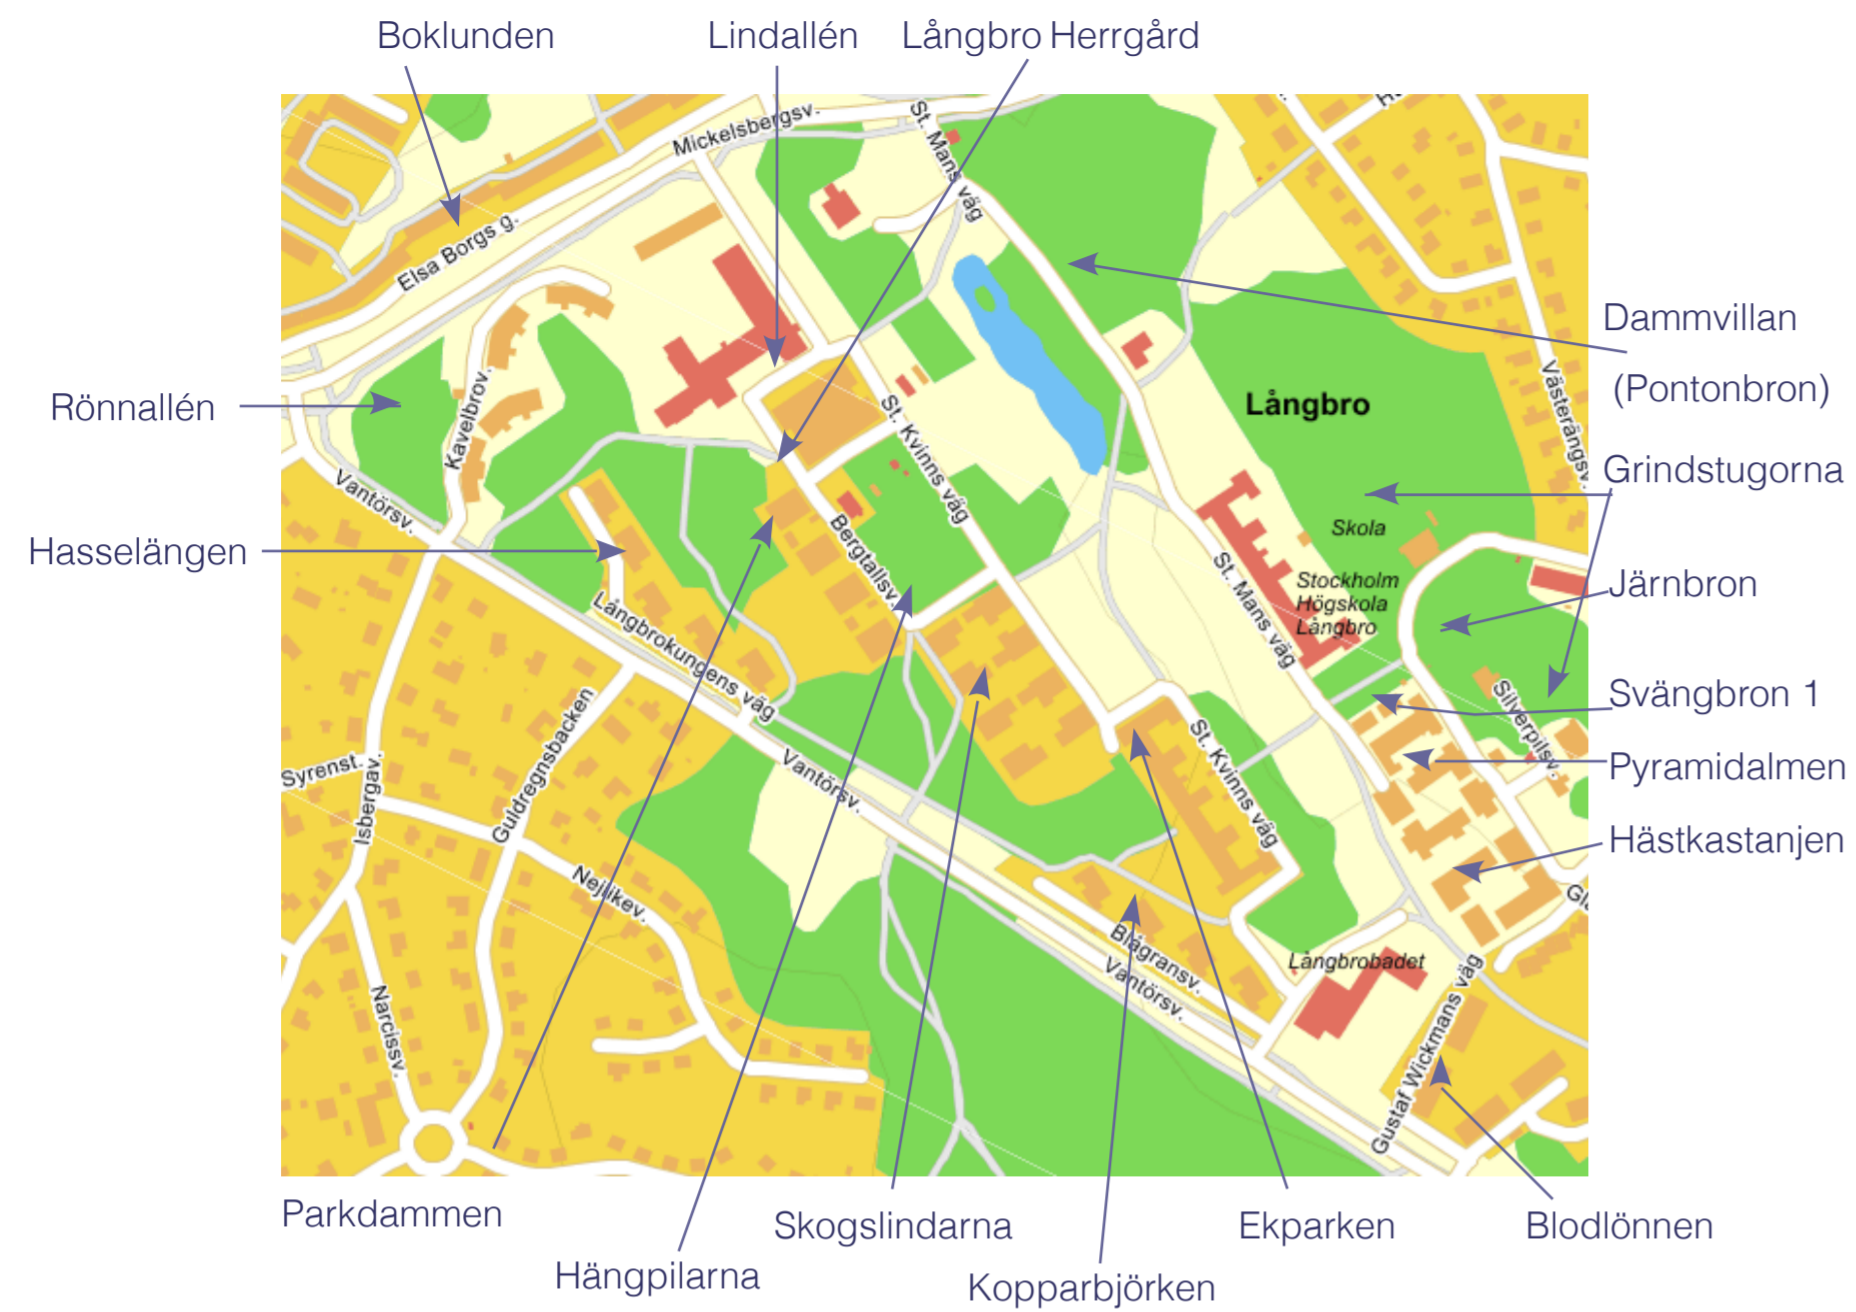 Boklunden
Lindallén
Långbro Herrgård
Mickelsbergsv.
St. Mans väg
Elsa Borgs g.
Dammvillan
(Pontonbron)
Rönnallén
Kavelbrov.
Långbro
Västerängsv.
St. Kvinns väg
Grindstugorna
Vantörsv.
Bergtallsv.
Skola
Hasselängen
Stockholm
Högskola
Långbro
St. Mans väg
Järnbron
Långbrokungens väg
Svängbron 1
Silverpilsv.
Guldregnsbacken
Syrenst.
Isbergav.
Vantörsv.
St. Kvinns väg
Pyramidalmen
Hästkastanjen
Nejlikev.
Blågransv.
Vantörsv.
Långbrobadet
Narcissv.
Gustaf Wickmans väg
Parkdammen
Skogslindarna
Ekparken
Blodlönnen
Hängpilarna
Kopparbjörken